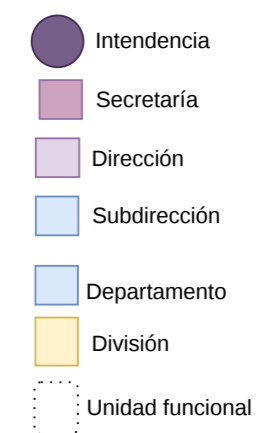 Intendencia
Secretaría
Dirección
Subdirección
Departamento
División
Unidad funcional